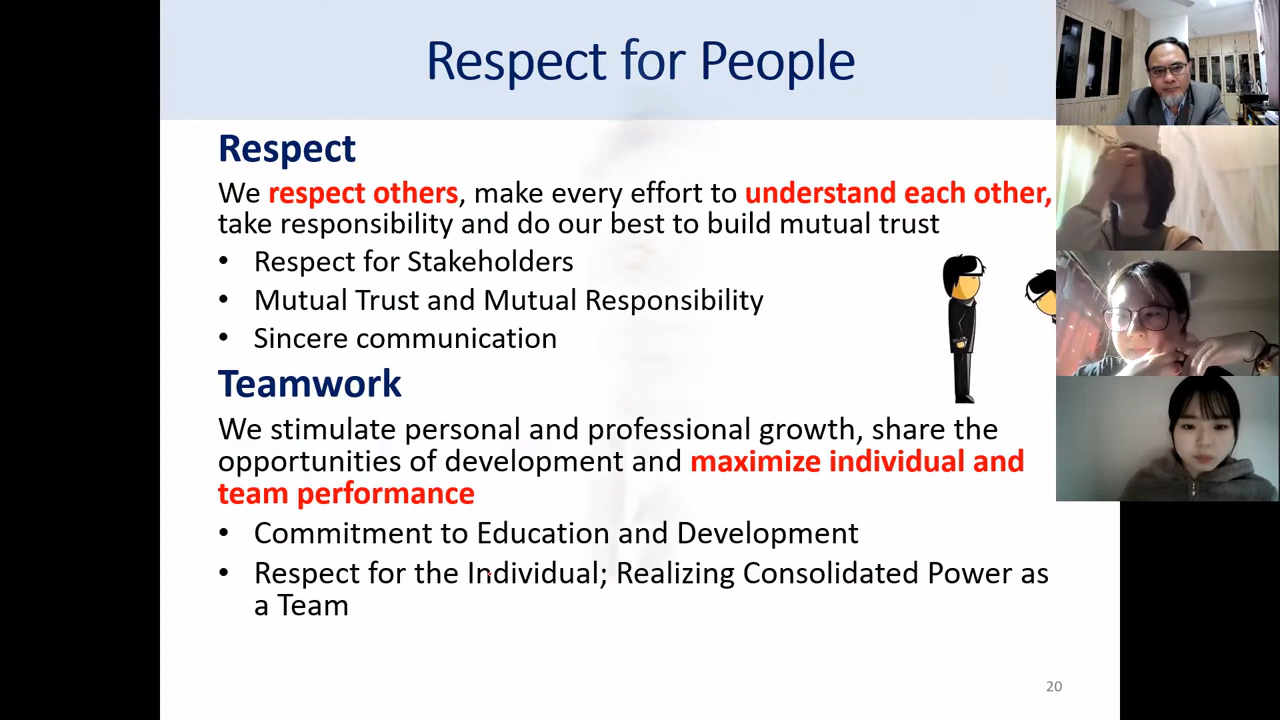 Respect for People
Respect
We respect others, make every effort to understand each other,
take responsibility and do our best to build mutual trust
• Respect for Stakeholders
• Mutual Trust and Mutual Responsibility
• Sincere communication
Teamwork
We stimulate personal and professional growth, share the
opportunities of development and maximize individual and
team performance
• Commitment to Education and Development
• Respect for the Individual; Realizing Consolidated Power as
a Team
20